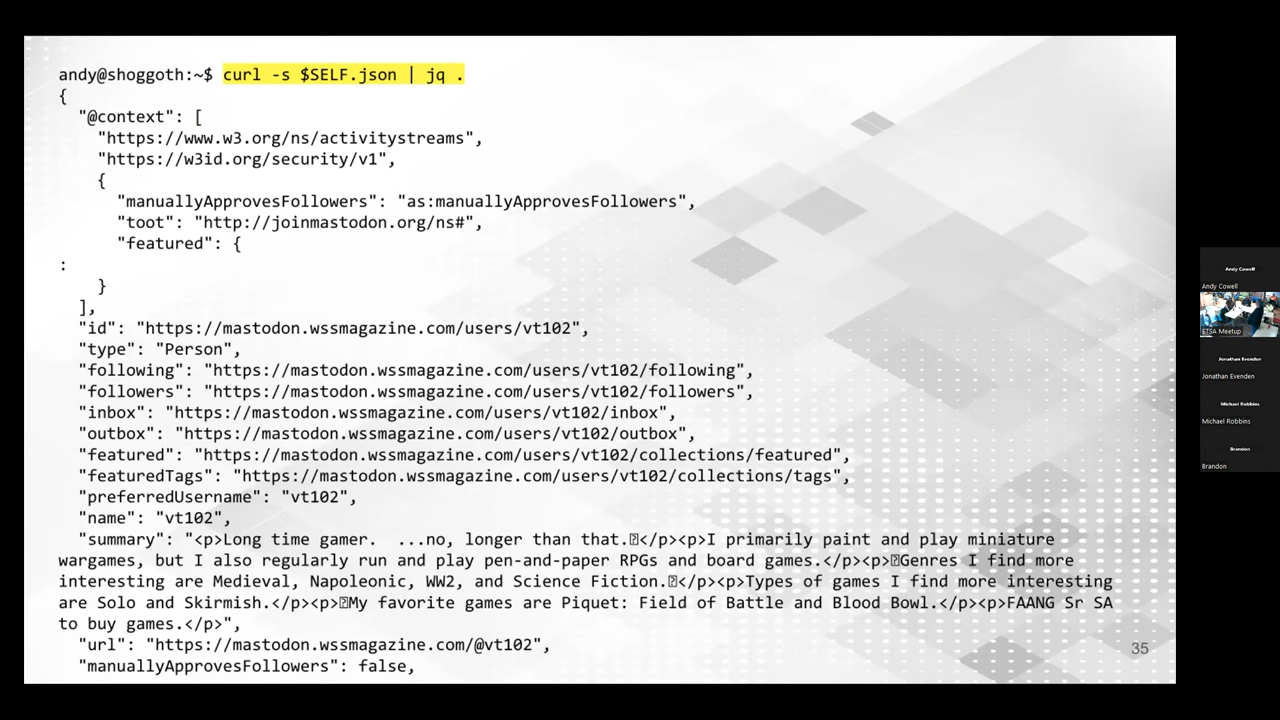 andy@shoggoth:~$ curl -s $SELF.json | jq .
{
"@context": [
"https://www.w3.org/ns/activitystreams",
"https://w3id.org/security/v1",
{
"manuallyApprovesFollowers": "as:manuallyApprovesFollowers",
"toot": "http://joinmastodon.org/ns#",
"featured": {
:
}
],
"id": "https://mastodon.wssmagazine.com/users/vt102",
"type": "Person",
"following": "https://mastodon.wssmagazine.com/users/vt102/following",
"followers": "https://mastodon.wssmagazine.com/users/vt102/followers",
"inbox": "https://mastodon.wssmagazine.com/users/vt102/inbox",
"outbox": "https://mastodon.wssmagazine.com/users/vt102/outbox",
"featured": "https://mastodon.wssmagazine.com/users/vt102/collections/featured",
"featuredTags": "https://mastodon.wssmagazine.com/users/vt102/collections/tags",
"preferredUsername": "vt102",
"name": "vt102",
"summary": "<p>Long time gamer.  ...no, longer than that.</p><p>I primarily paint and play miniature
wargames, but I also regularly run and play pen-and-paper RPGs and board games.</p><p>Genres I find more
interesting are Medieval, Napoleonic, WW2, and Science Fiction.</p><p>Types of games I find more interesting
are Solo and Skirmish.</p><p>My favorite games are Piquet: Field of Battle and Blood Bowl.</p><p>FAANG Sr SA
to buy games.</p>",
"url": "https://mastodon.wssmagazine.com/@vt102",
"manuallyApprovesFollowers": false,
35
Andy Cowell
Andy Cowell
ETSA Meetup
Jonathan Evenden
Jonathan Evenden
Michael Robbins
Michael Robbins
Brandon
Brandon